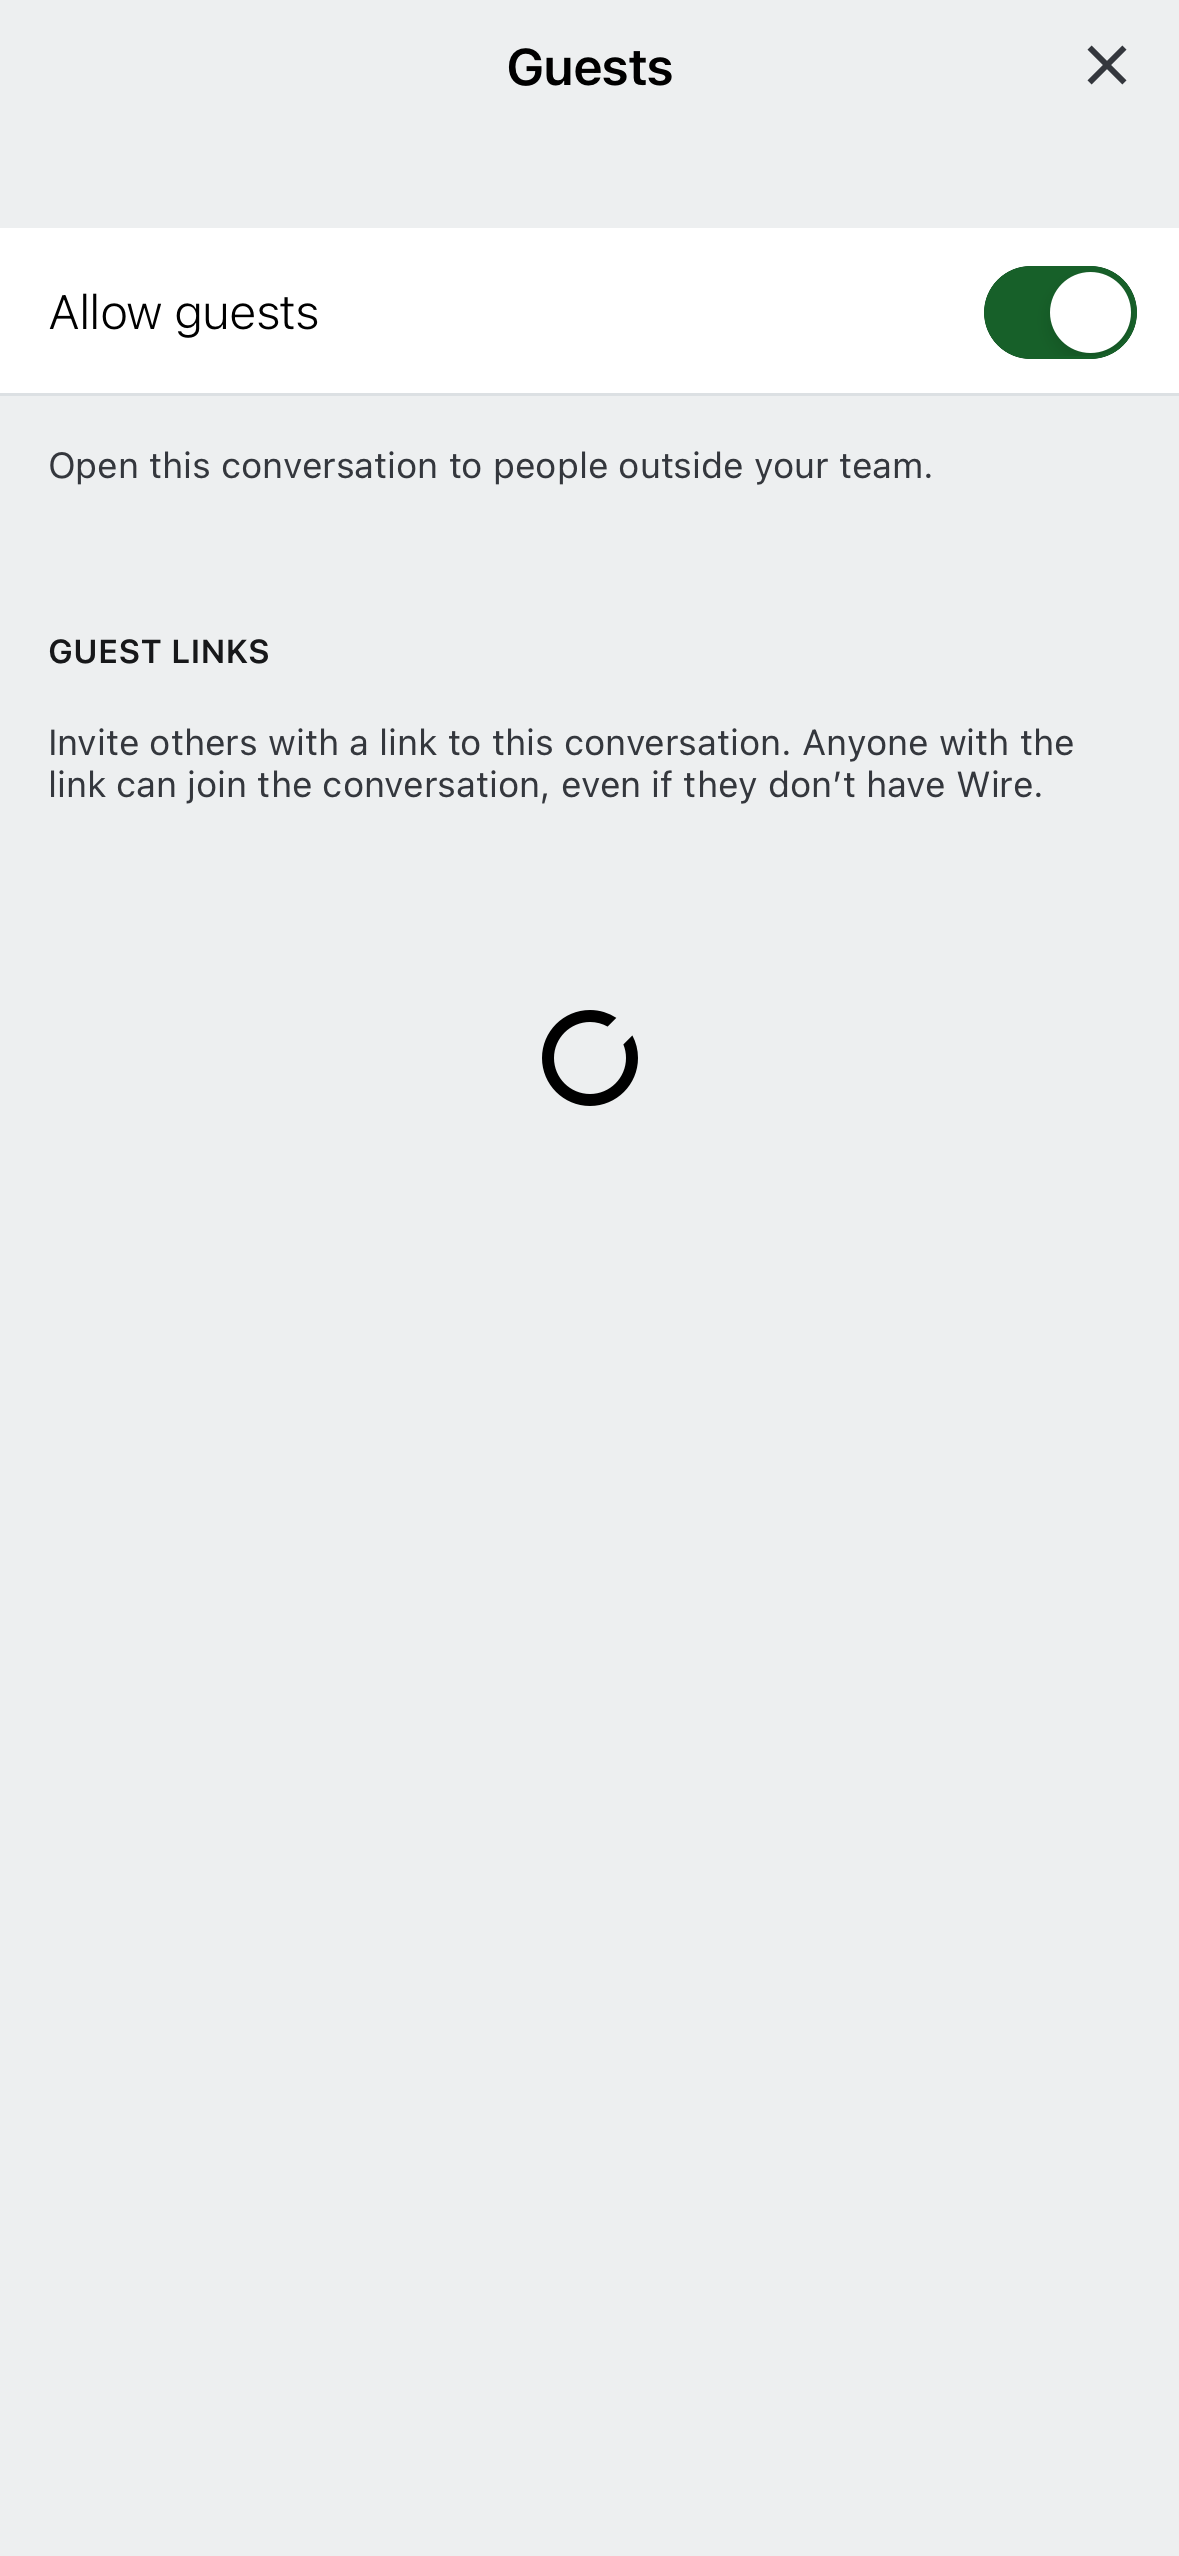 Guests
Allow guests
Open this conversation to people outside your team.
GUEST LINKS
Invite others with a link to this conversation. Anyone with the
link can join the conversation, even if they don’t have Wire.